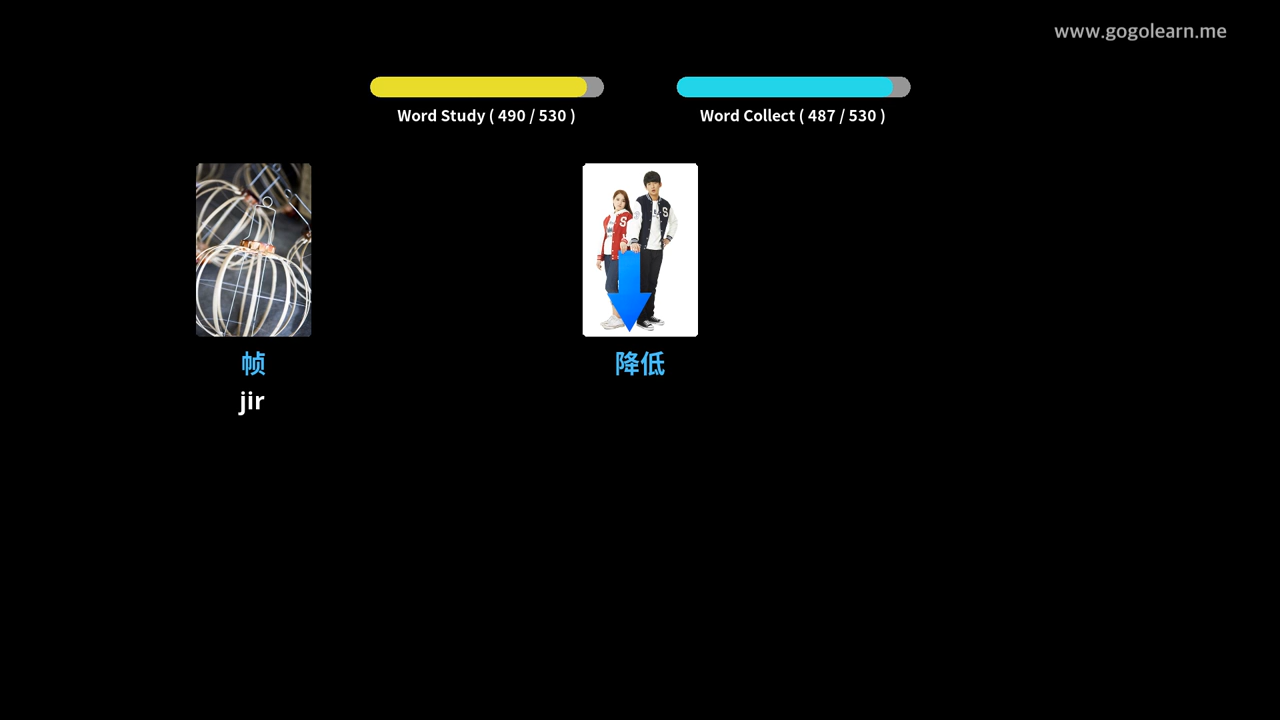 www.gogolearn.me
Word Study ( 490 / 530 )
Word Collect ( 487 / 530 )
S
S
帧
降低
jir